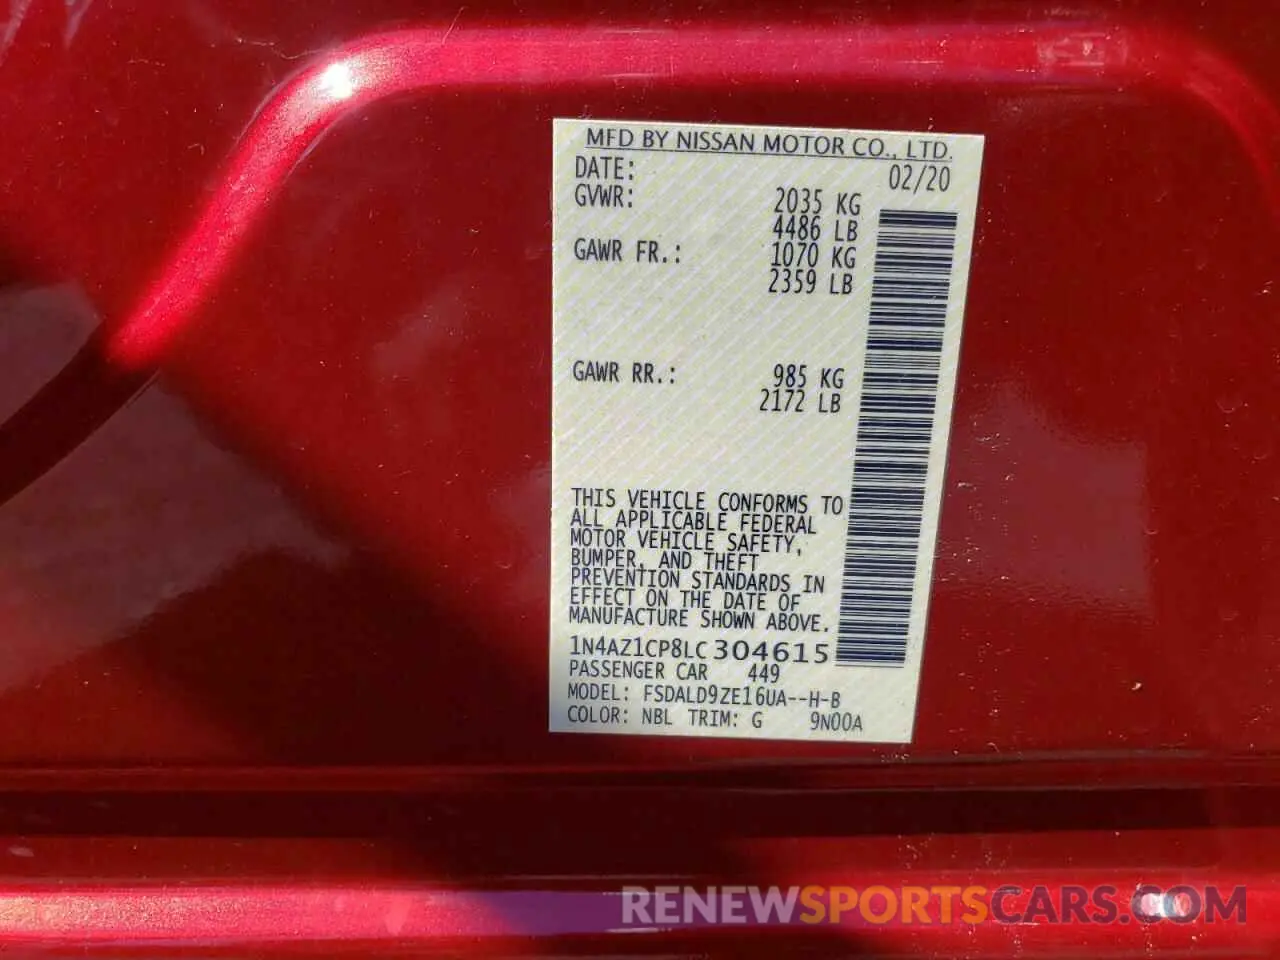 MFD BY NISSAN MOTOR CO., LTD.
DATE: 02/20
GVWR: 2035 KG
4486 LB
GAWR FR.: 1070 KG
2359 LB
GAWR RR.: 985 KG
2172 LB
THIS VEHICLE CONFORMS TO
ALL APPLICABLE FEDERAL
MOTOR VEHICLE SAFETY,
BUMPER, AND THEFT
PREVENTION STANDARDS IN
EFFECT ON THE DATE OF
MANUFACTURE SHOWN ABOVE.
1N4AZ1CP8LC304615
PASSENGER CAR 449
MODEL: FSDALD9ZE16UA--H-B
COLOR: NBL TRIM: G 9N00A
RENEWSPORTSCARS.COM